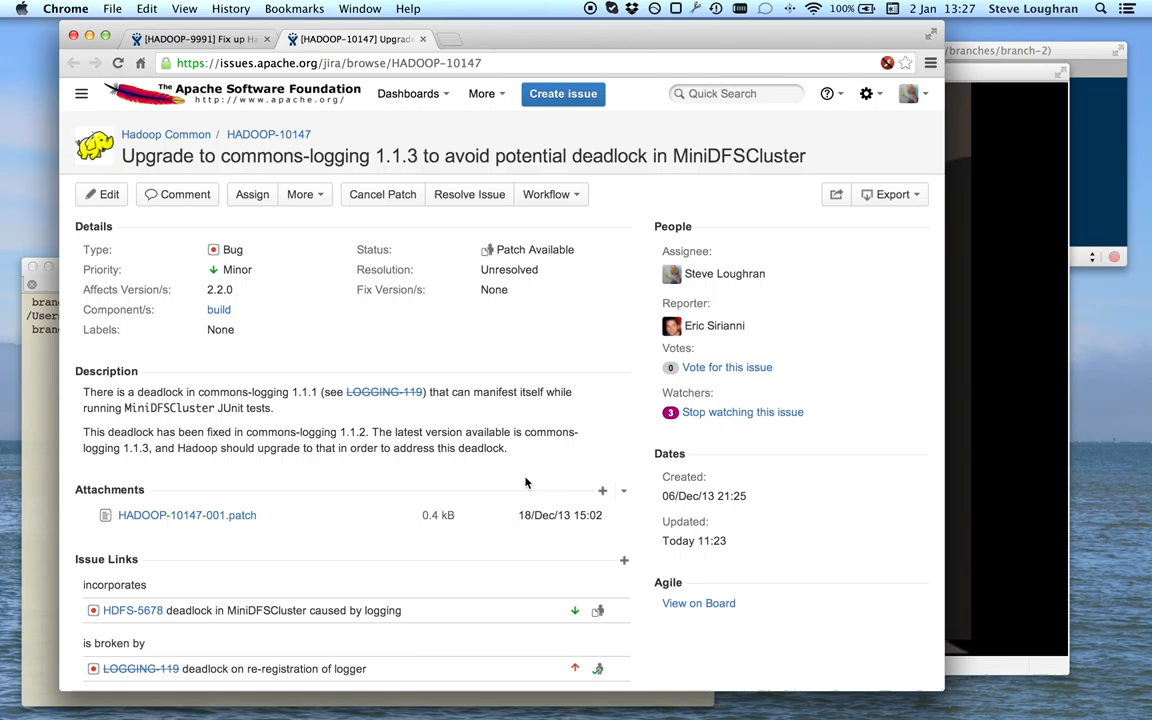 Chrome File Edit View History Bookmarks Window Help 100% 2 Jan 13:27 Steve Loughran
[HADOOP-9991] Fix up Ha × [HADOOP-10147] Upgrade ×
/branches/branch-2)
https://issues.apache.org/jira/browse/HADOOP-10147
The Apache Software Foundation
http://www.apache.org/
Dashboards More Create issue Quick Search
Hadoop Common / HADOOP-10147
Upgrade to commons-logging 1.1.3 to avoid potential deadlock in MiniDFSCluster
Edit Comment Assign More Cancel Patch Resolve Issue Workflow Export
Details
Type: Bug Status: Patch Available
Priority: Minor Resolution: Unresolved
Affects Version/s: 2.2.0 Fix Version/s: None
Component/s: build
Labels: None
People
Assignee:
Steve Loughran
Reporter:
Eric Sirianni
Votes:
0 Vote for this issue
Watchers:
3 Stop watching this issue
Description
There is a deadlock in commons-logging 1.1.1 (see LOGGING-119) that can manifest itself while
running MiniDFSCluster JUnit tests.
This deadlock has been fixed in commons-logging 1.1.2. The latest version available is commons-
logging 1.1.3, and Hadoop should upgrade to that in order to address this deadlock.
Dates
Created:
06/Dec/13 21:25
Updated:
Today 11:23
Attachments
HADOOP-10147-001.patch 0.4 kB 18/Dec/13 15:02
Issue Links
incorporates
HDFS-5678 deadlock in MiniDFSCluster caused by logging
is broken by
LOGGING-119 deadlock on re-registration of logger
Agile
View on Board
bran
/User
bran